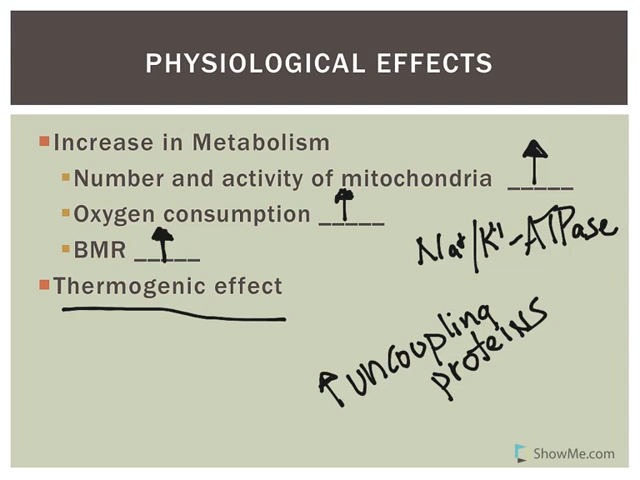 PHYSIOLOGICAL EFFECTS
Increase in Metabolism
Number and activity of mitochondria _____ ↑
Oxygen consumption _____ ↑
BMR _____ ↑
Na+/K+-ATPase
Thermogenic effect
↑ uncoupling
proteins
ShowMe.com